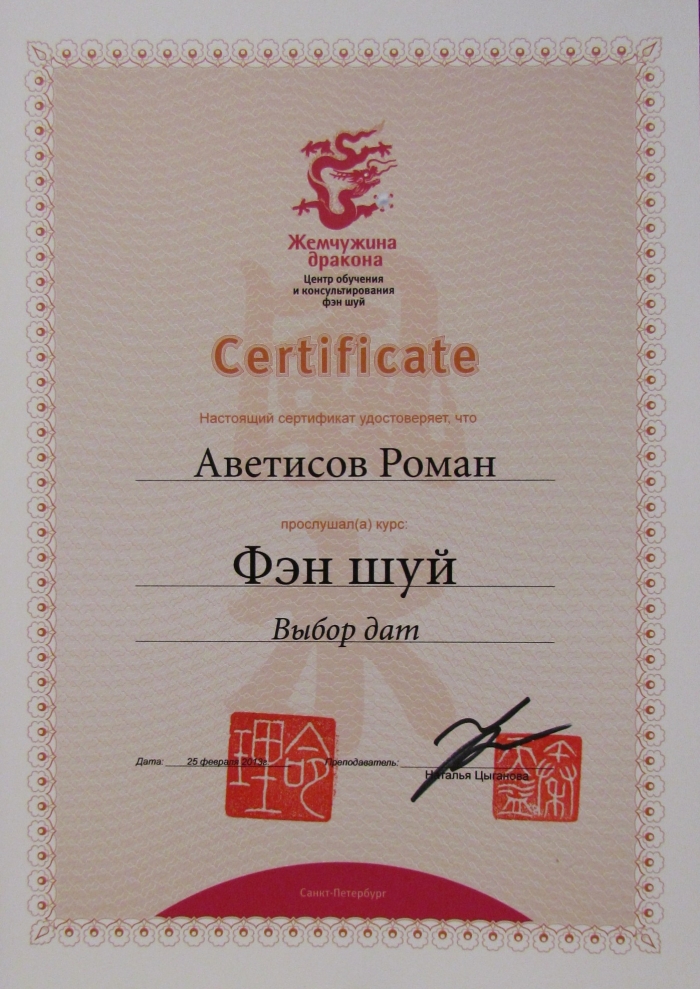 Жемчужина
дракона
Центр обучения
и консультирования
фэн шуй
Certificate
Настоящий сертификат удостоверяет, что
Аветисов Роман
прослушал(а) курс:
Фэн шуй
Выбор дат
Дата: 25 февраля 2013г. Преподаватель:
Наталья Цыганова
Санкт-Петербург